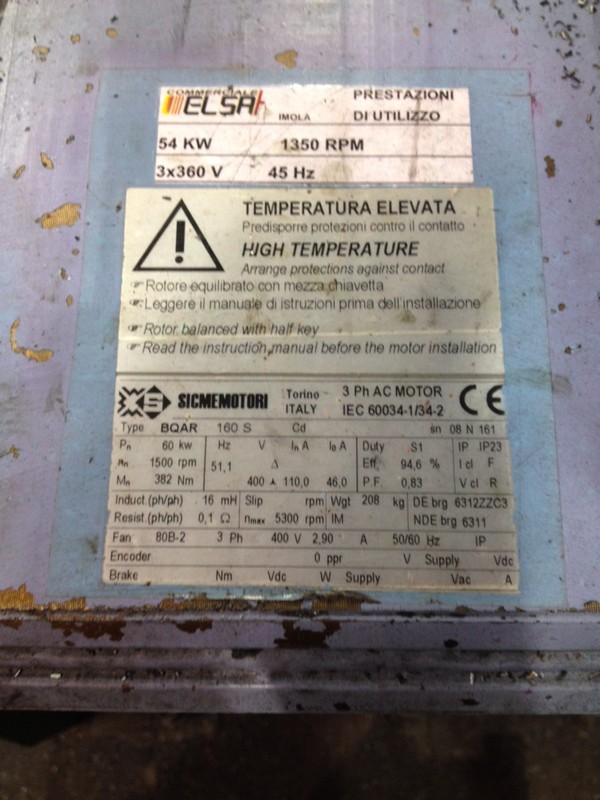 COMMERCIALE
ELSA IMOLA
PRESTAZIONI
DI UTILIZZO
54 KW 1350 RPM
3x360 V 45 Hz
TEMPERATURA ELEVATA
Predisporre protezioni contro il contatto
HIGH TEMPERATURE
Arrange protections against contact
☞ Rotore equilibrato con mezza chiavetta
☞ Leggere il manuale di istruzioni prima dell'installazione
☞ Rotor balanced with half key
☞ Read the instruction manual before the motor installation
SICMEMOTORI Torino - ITALY 3 Ph AC MOTOR IEC 60034-1/34-2 CE
Type BQAR 160 S Cd sn 08 N 161
Pn 60 kw Hz V In A I0 A Duty S1 IP IP23
nn 1500 rpm 51,1 Δ Eff. 94,6 % I cl F
Mn 382 Nm 400 ⅄ 110,0 46,0 P.F. 0,83 V cl R
Induct.(ph/ph) 16 mH Slip rpm Wgt 208 kg DE brg 6312ZZC3
Resist.(ph/ph) 0,1 Ω nmax 5300 rpm IM NDE brg 6311
Fan 80B-2 3 Ph 400 V 2,90 A 50/60 Hz IP
Encoder 0 ppr V Supply Vdc
Brake Nm Vdc W Supply Vac A